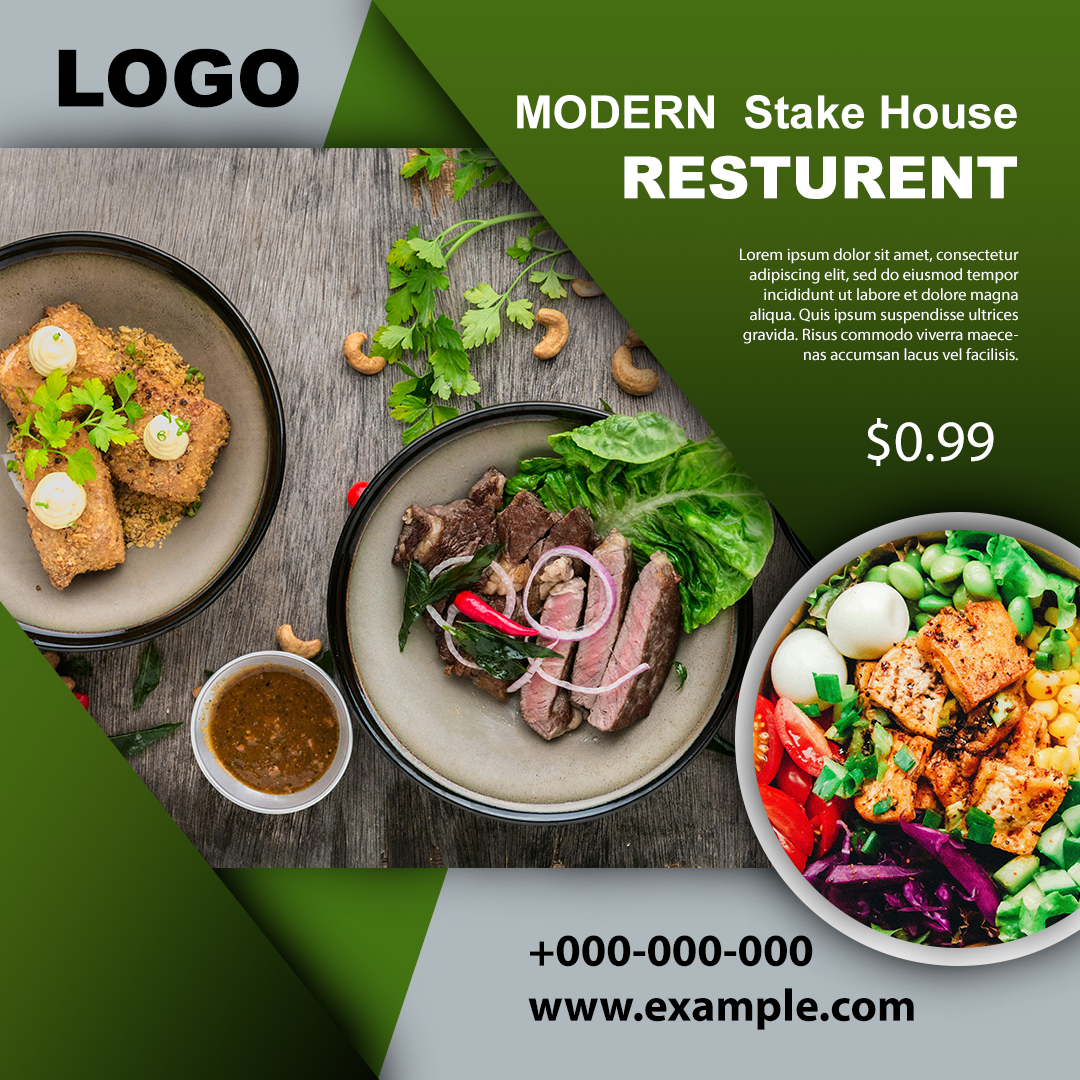 LOGO
MODERN Stake House
RESTURENT
Lorem ipsum dolor sit amet, consectetur
adipiscing elit, sed do eiusmod tempor
incididunt ut labore et dolore magna
aliqua. Quis ipsum suspendisse ultrices
gravida. Risus commodo viverra maece-
nas accumsan lacus vel facilisis.
$0.99
+000-000-000
www.example.com